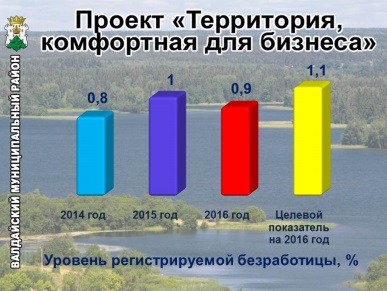 Проект «Территория,
комфортная для бизнеса»
ВАЛДАЙСКИЙ МУНИЦИПАЛЬНЫЙ РАЙОН
0,8
1
0,9
1,1
2014 год
2015 год
2016 год
Целевой
показатель
на 2016 год
Уровень регистрируемой безработицы, %